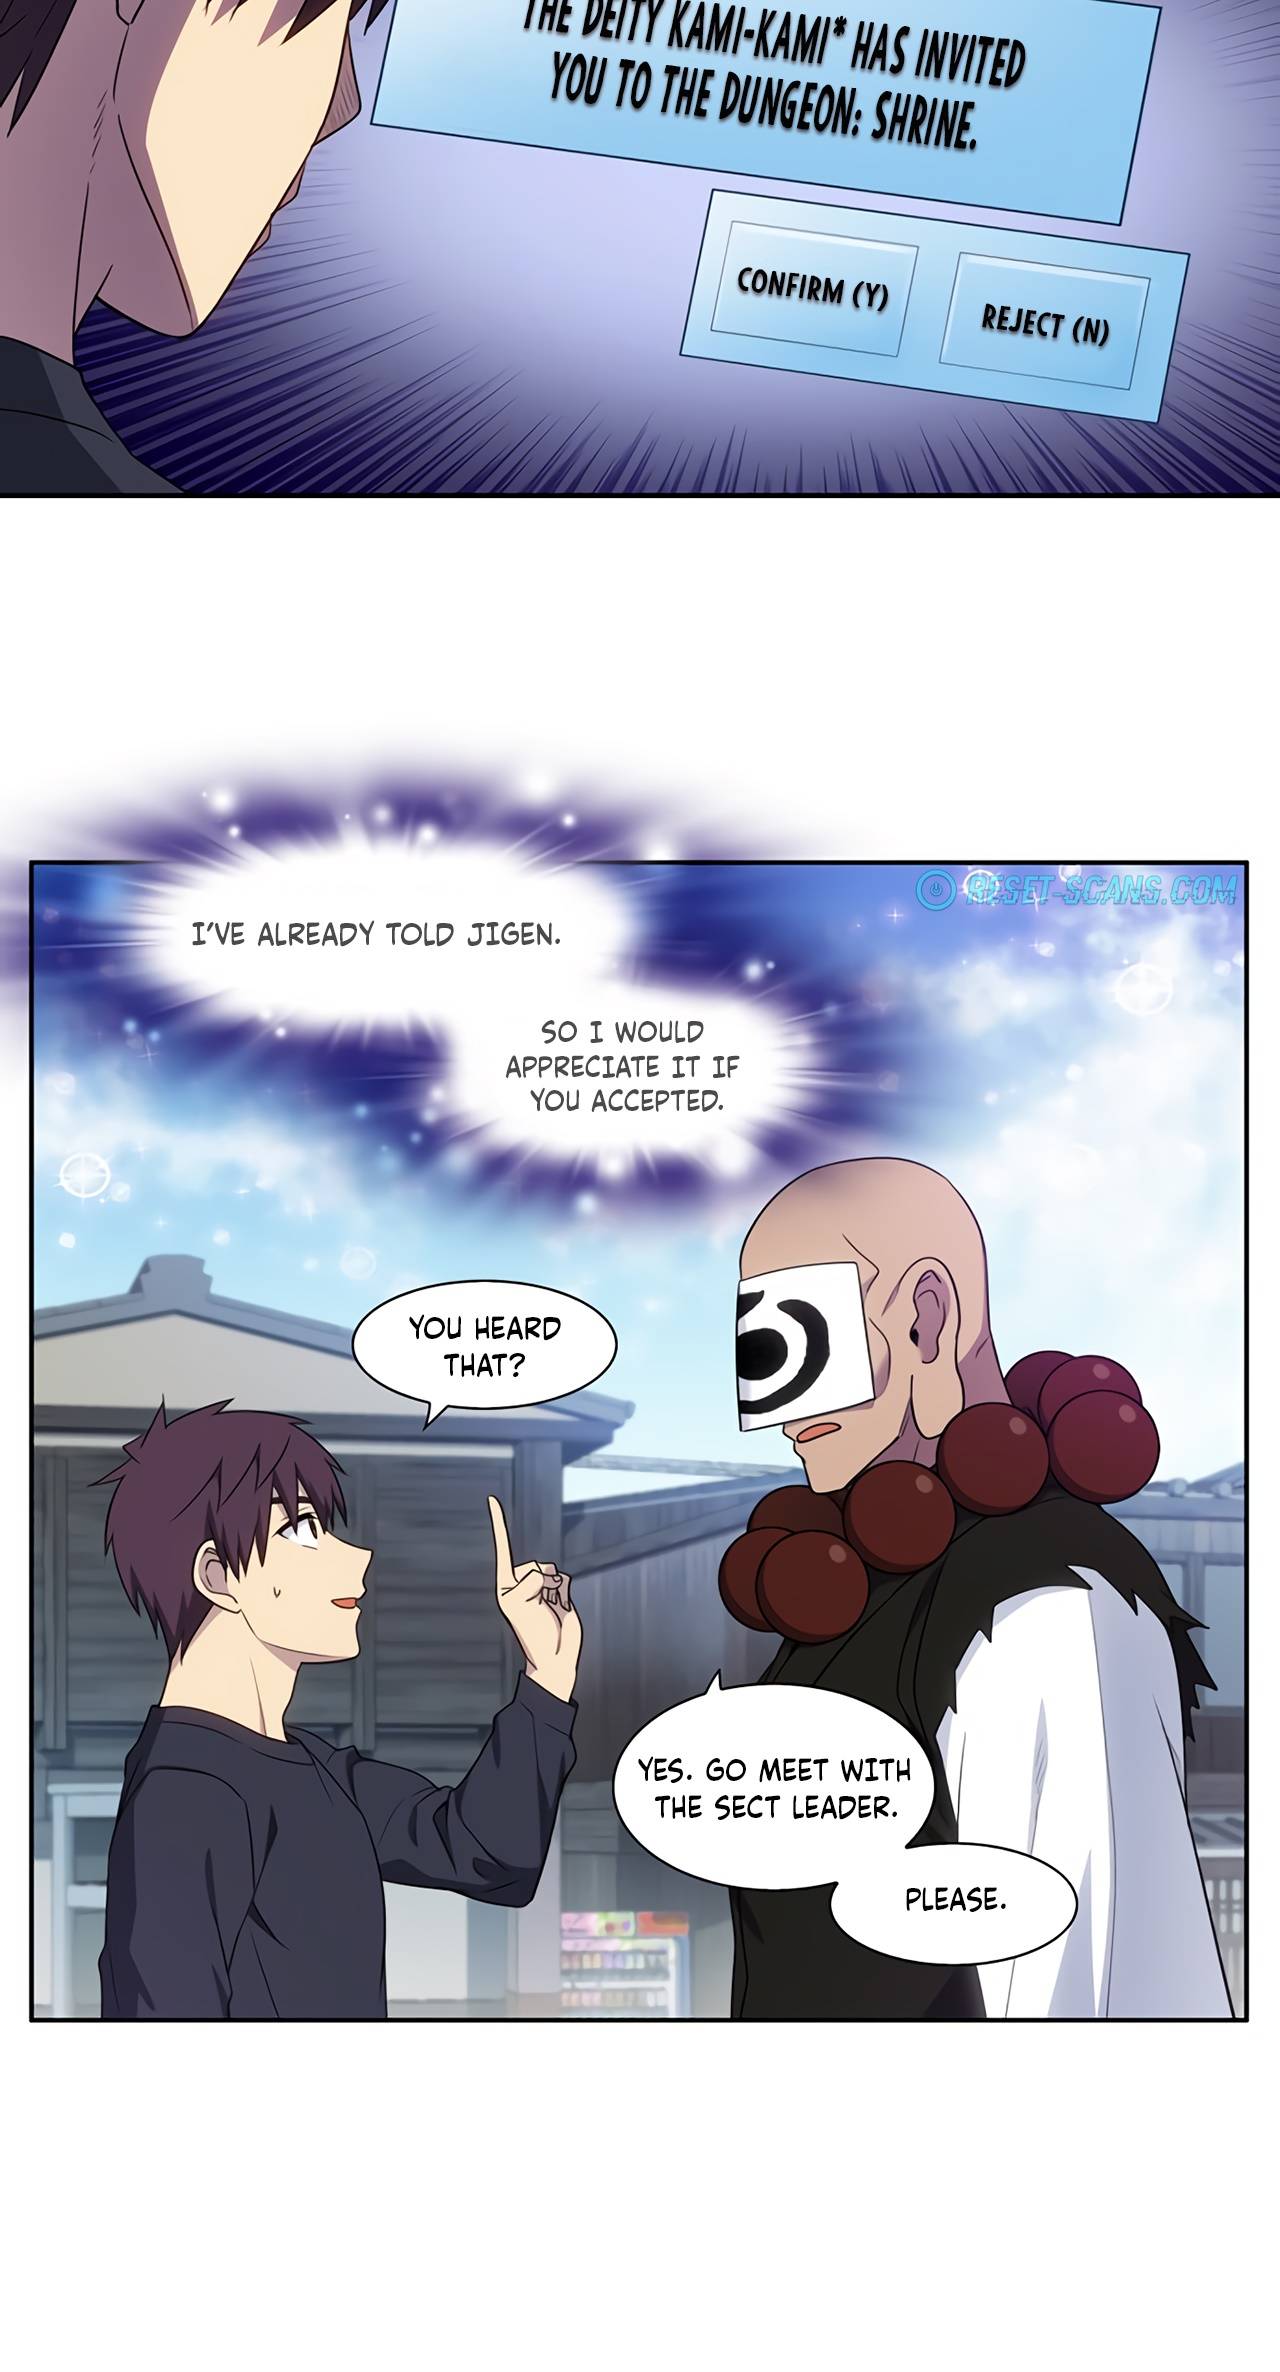 THE DEITY KAMI-KAMI* HAS INVITED
YOU TO THE DUNGEON: SHRINE.
CONFIRM (Y)
REJECT (N)
RESET-SCANS.COM
I'VE ALREADY TOLD JIGEN.
SO I WOULD
APPRECIATE IT IF
YOU ACCEPTED.
YOU HEARD
THAT?
YES. GO MEET WITH
THE SECT LEADER.
PLEASE.